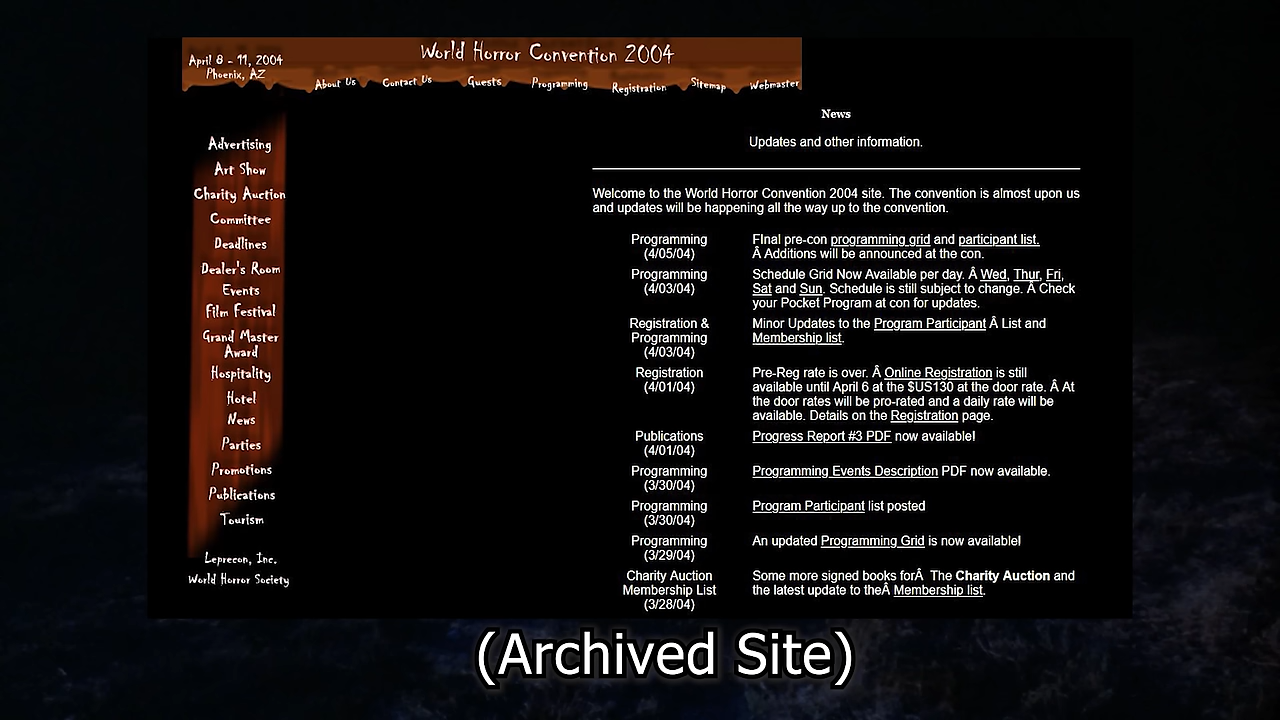 World Horror Convention 2004
April 8 - 11, 2004
Phoenix, AZ
About Us
Contact Us
Guests
Programming
Registration
Sitemap
Webmaster
Advertising
Art Show
Charity Auction
Committee
Deadlines
Dealer's Room
Events
Film Festival
Grand Master
Award
Hospitality
Hotel
News
Parties
Promotions
Publications
Tourism
Leprecon, Inc.
World Horror Society
News
Updates and other information.
Welcome to the World Horror Convention 2004 site. The convention is almost upon us
and updates will be happening all the way up to the convention.
Programming
(4/05/04)
FInal pre-con programming grid and participant list.
Â Additions will be announced at the con.
Programming
(4/03/04)
Schedule Grid Now Available per day. Â Wed, Thur, Fri,
Sat and Sun. Schedule is still subject to change. Â Check
your Pocket Program at con for updates.
Registration &
Programming
(4/03/04)
Minor Updates to the Program Participant Â List and
Membership list.
Registration
(4/01/04)
Pre-Reg rate is over. Â Online Registration is still
available until April 6 at the $US130 at the door rate. Â At
the door rates will be pro-rated and a daily rate will be
available. Details on the Registration page.
Publications
(4/01/04)
Progress Report #3 PDF now available!
Programming
(3/30/04)
Programming Events Description PDF now available.
Programming
(3/30/04)
Program Participant list posted
Programming
(3/29/04)
An updated Programming Grid is now available!
Charity Auction
Membership List
(3/28/04)
Some more signed books forÂ The Charity Auction and
the latest update to theÂ Membership list.
(Archived Site)